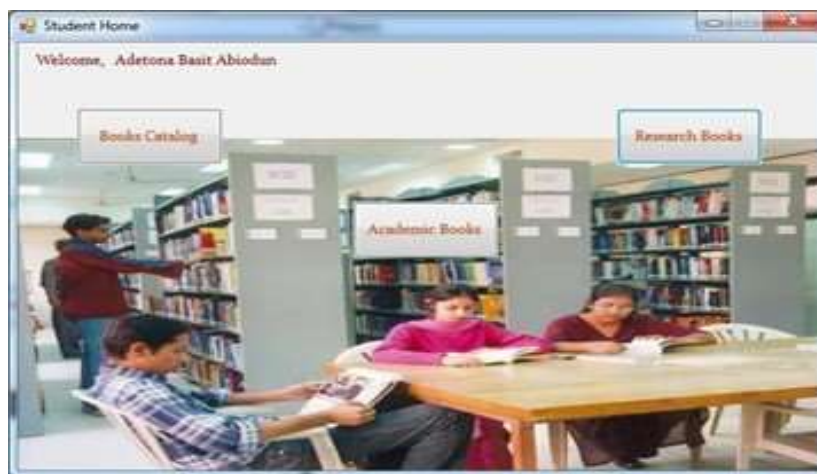 Student Home
Welcome, Adetona Basit Abiodun
Books Catalog
Research Books
Academic Books